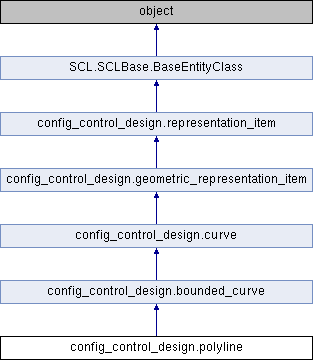 object
SCL.SCLBase.BaseEntityClass
config_control_design.representation_item
config_control_design.geometric_representation_item
config_control_design.curve
config_control_design.bounded_curve
config_control_design.polyline